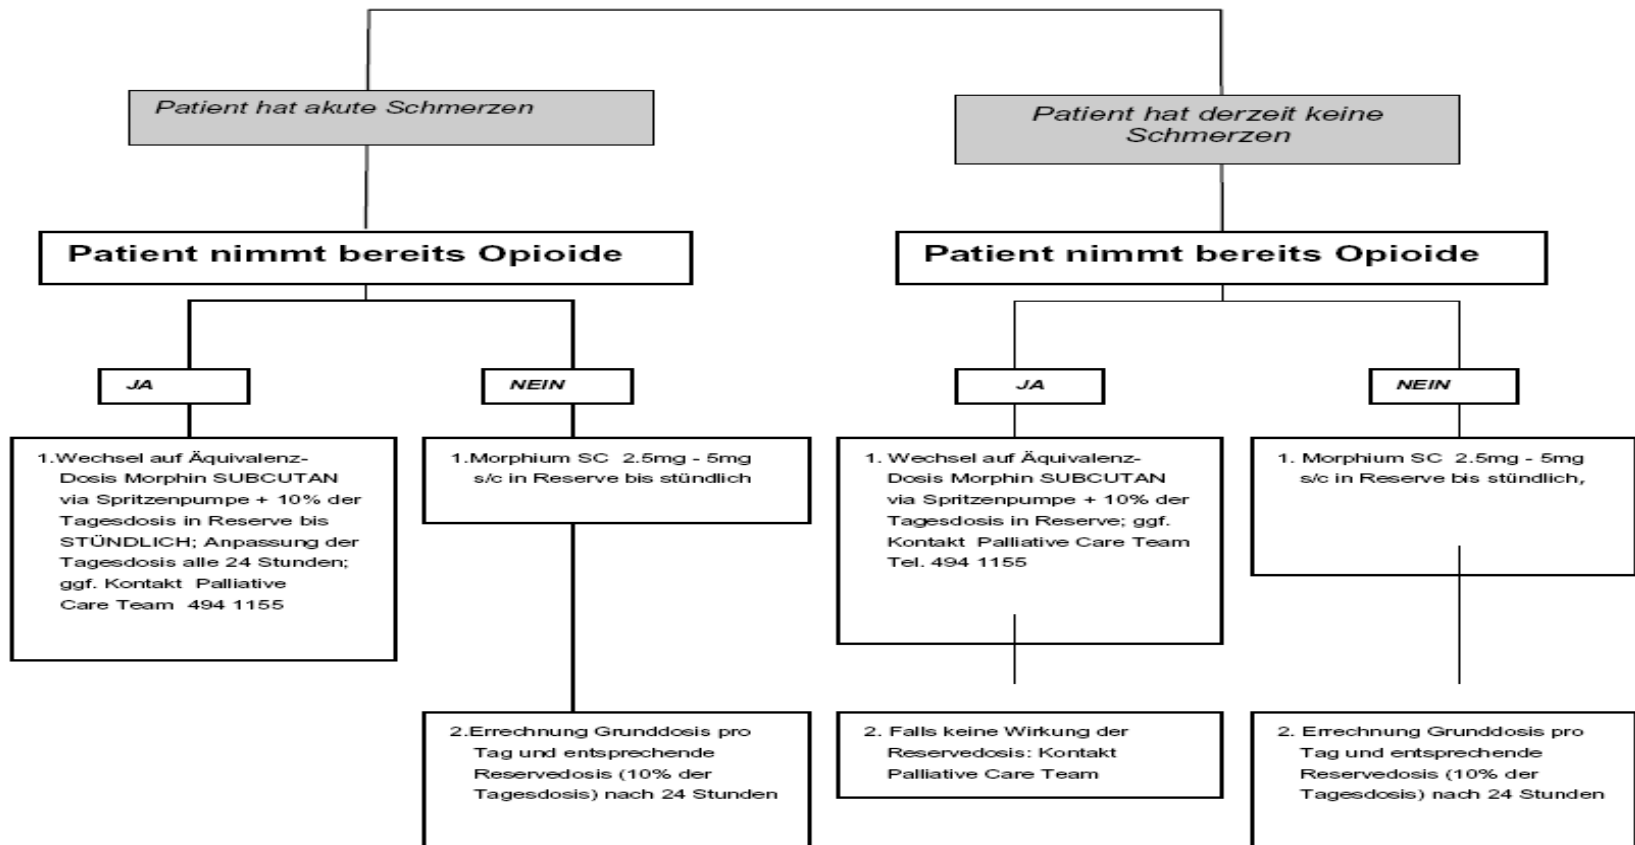 Patient hat akute Schmerzen
Patient hat derzeit keine
Schmerzen
Patient nimmt bereits Opioide
Patient nimmt bereits Opioide
JA
NEIN
JA
NEIN
1.Wechsel auf Äquivalenz-
Dosis Morphin SUBCUTAN
via Spritzenpumpe + 10% der
Tagesdosis in Reserve bis
STÜNDLICH; Anpassung der
Tagesdosis alle 24 Stunden;
ggf. Kontakt Palliative
Care Team 494 1155
1.Morphium SC 2.5mg - 5mg
s/c in Reserve bis stündlich
1. Wechsel auf Äquivalenz-
Dosis Morphin SUBCUTAN
via Spritzenpumpe + 10% der
Tagesdosis in Reserve; ggf.
Kontakt Palliative Care Team
Tel. 494 1155
1. Morphium SC 2.5mg - 5mg
s/c in Reserve bis stündlich,
2.Errechnung Grunddosis pro
Tag und entsprechende
Reservedosis (10% der
Tagesdosis) nach 24 Stunden
2. Falls keine Wirkung der
Reservedosis: Kontakt
Palliative Care Team
2. Errechnung Grunddosis pro
Tag und entsprechende
Reservedosis (10% der
Tagesdosis) nach 24 Stunden